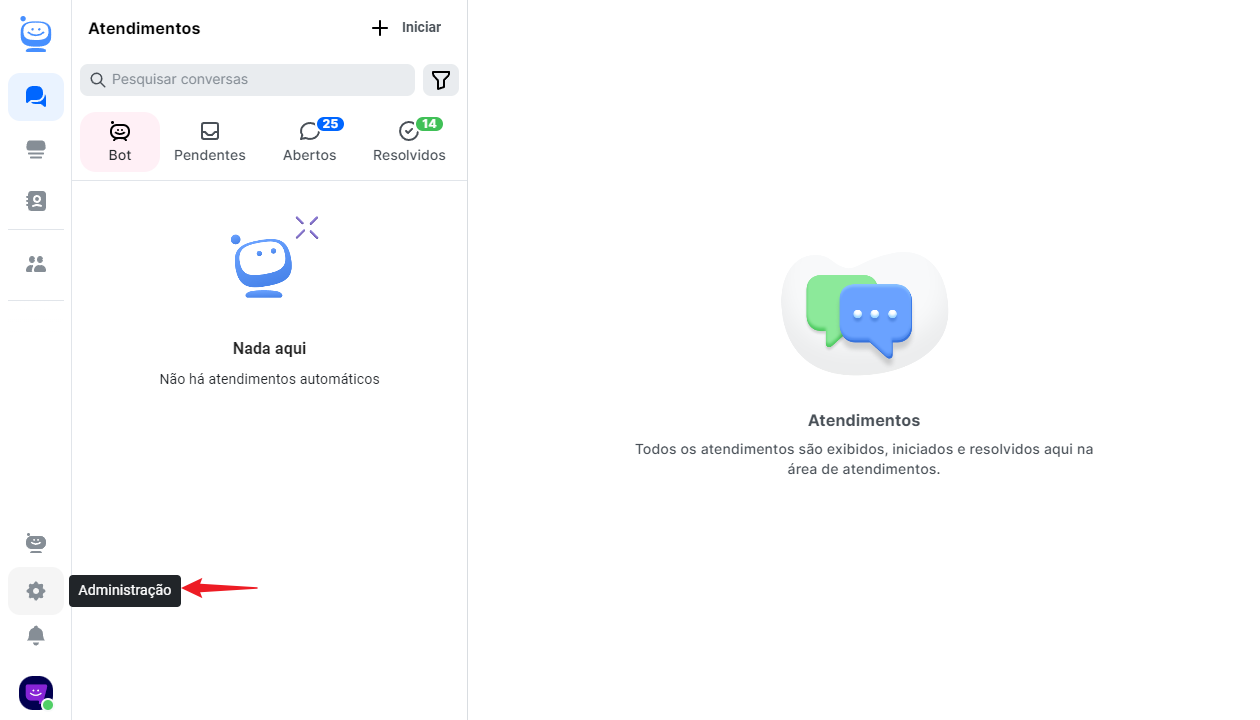 Atendimentos
Iniciar
Pesquisar conversas
25
14
Bot
Pendentes
Abertos
Resolvidos
Nada aqui
Não há atendimentos automáticos
Atendimentos
Todos os atendimentos são exibidos, iniciados e resolvidos aqui na
área de atendimentos.
Administração